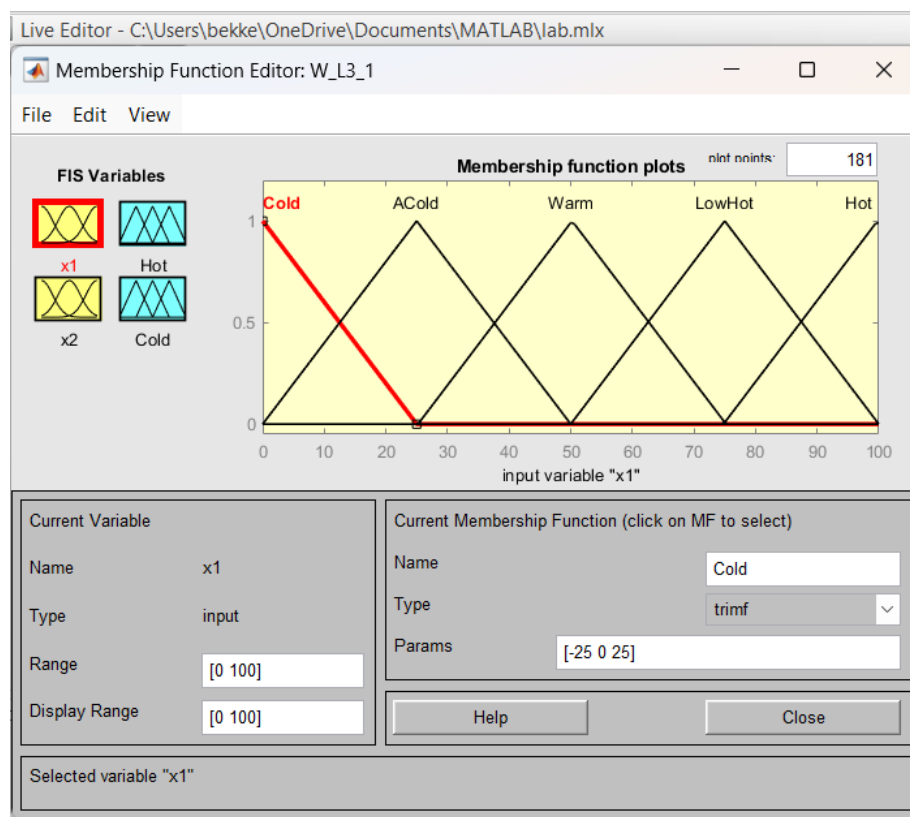 Live Editor - C:\Users\bekke\OneDrive\Documents\MATLAB\lab.mlx
Membership Function Editor: W_L3_1
File Edit View
FIS Variables
x1 Hot
x2 Cold
Membership function plots plot points: 181
Cold ACold Warm LowHot Hot
1
0.5
0
0 10 20 30 40 50 60 70 80 90 100
input variable "x1"
Current Variable
Name x1
Type input
Range [0 100]
Display Range [0 100]
Current Membership Function (click on MF to select)
Name Cold
Type trimf
Params [-25 0 25]
Help Close
Selected variable "x1"